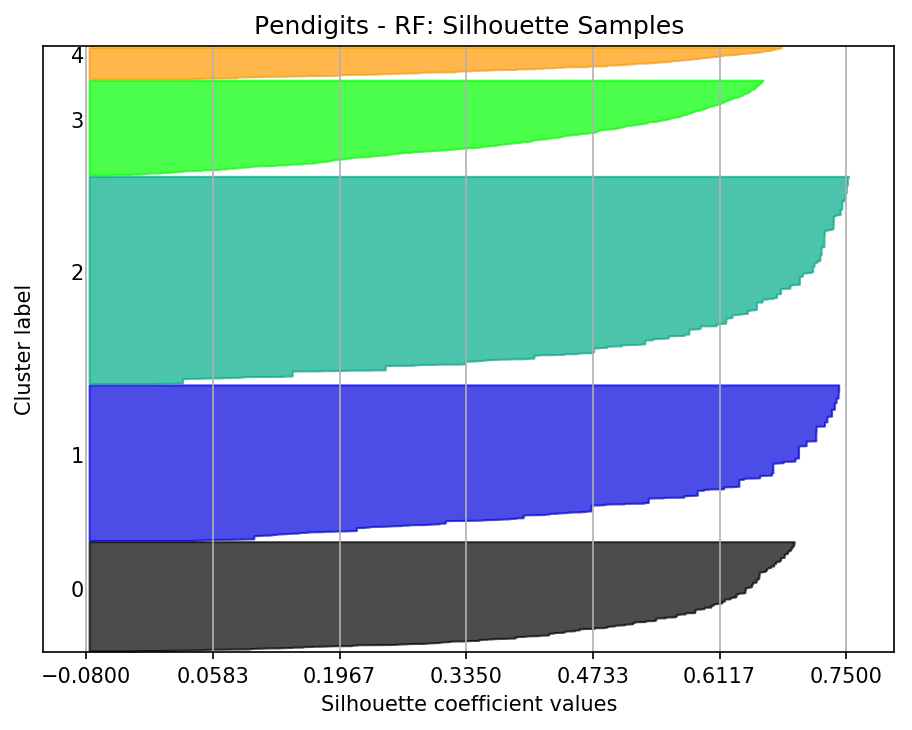 Pendigits - RF: Silhouette Samples
4
3
2
1
0
Cluster label
−0.0800 0.0583 0.1967 0.3350 0.4733 0.6117 0.7500
Silhouette coefficient values